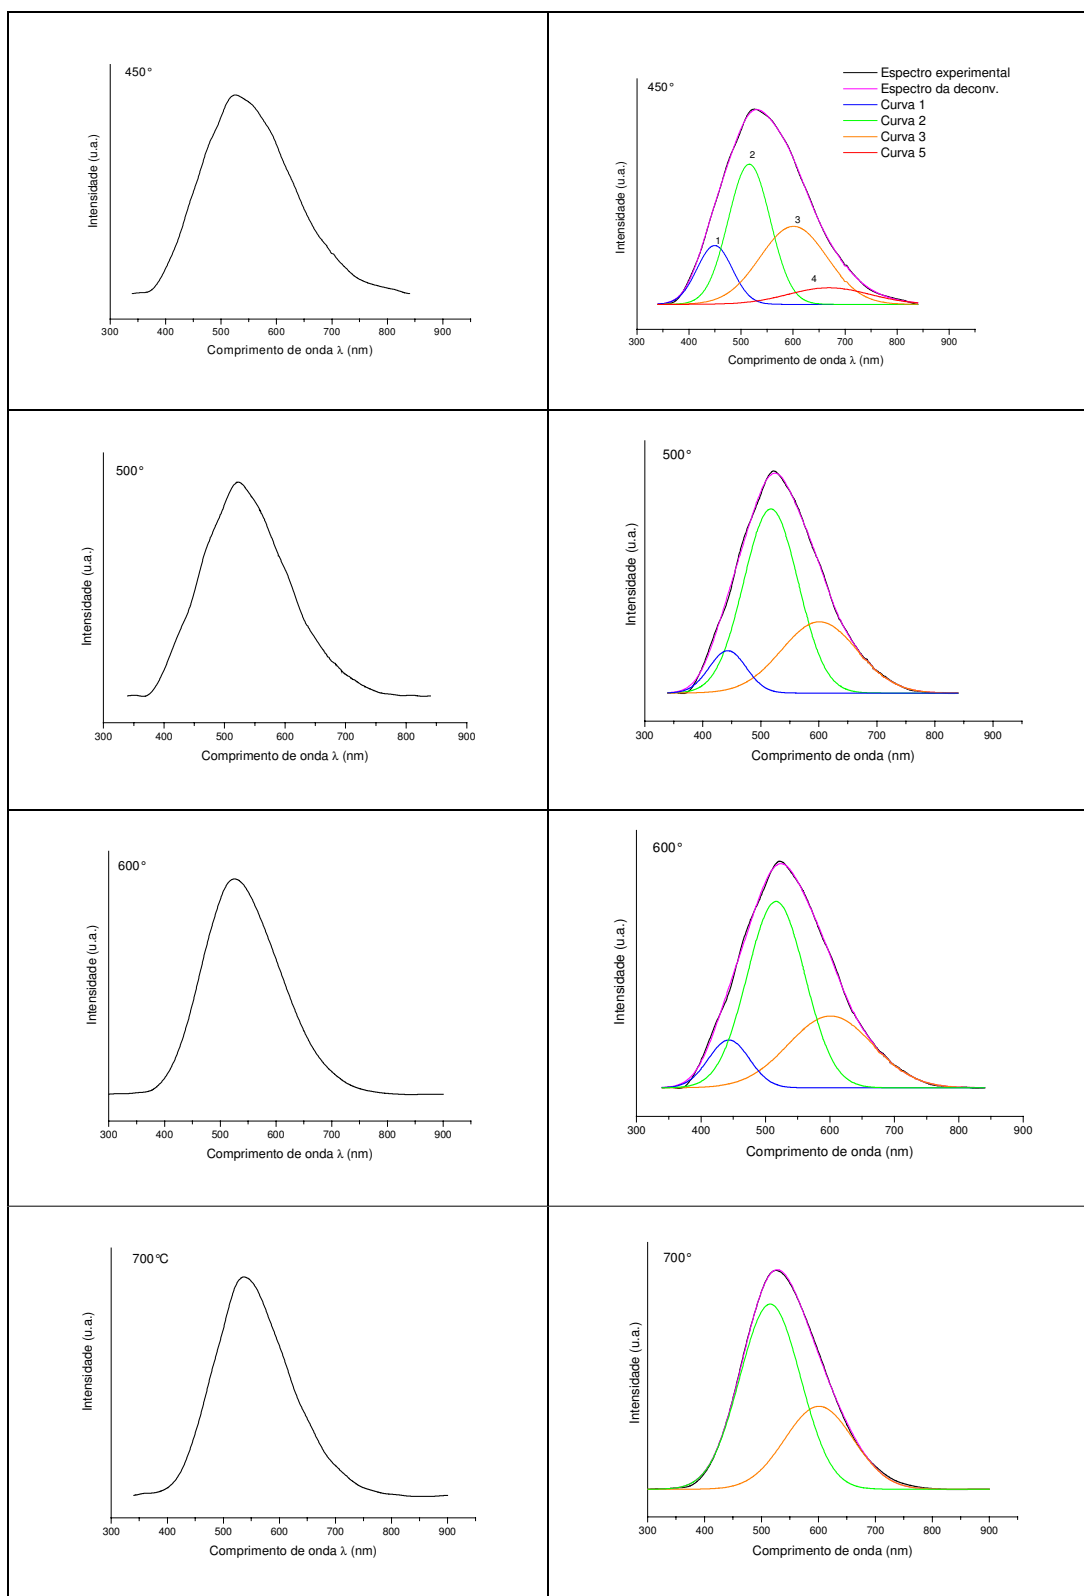 450°
Intensidade (u.a.)
300 400 500 600 700 800 900
Comprimento de onda λ (nm)
450°
Espectro experimental
Espectro da deconv.
Curva 1
Curva 2
Curva 3
Curva 5
2
3
1
4
Intensidade (u.a.)
300 400 500 600 700 800 900
Comprimento de onda λ (nm)
500°
Intensidade (u.a.)
300 400 500 600 700 800 900
Comprimento de onda λ (nm)
500°
Intensidade (u.a.)
300 400 500 600 700 800 900
Comprimento de onda (nm)
600°
Intensidade (u.a.)
300 400 500 600 700 800 900
Comprimento de onda λ (nm)
600°
Intensidade (u.a.)
300 400 500 600 700 800 900
Comprimento de onda (nm)
700°C
Intensidade (u.a.)
300 400 500 600 700 800 900
Comprimento de onda λ (nm)
700°
Intensidade (u.a.)
300 400 500 600 700 800 900
Comprimento de onda (nm)